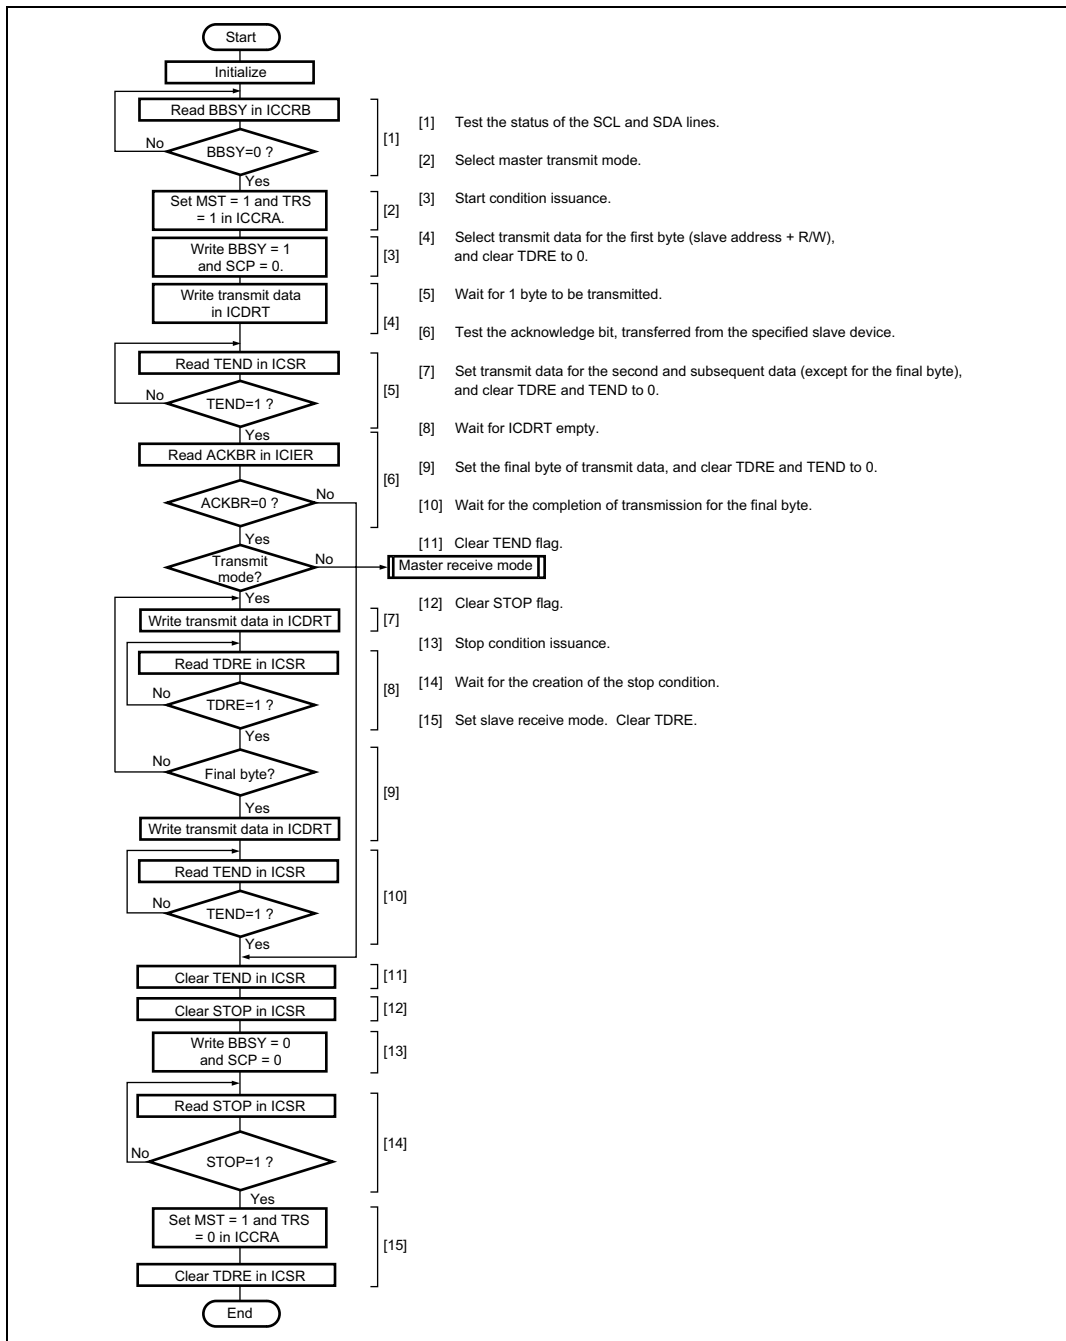 Start
Initialize
Read BBSY in ICCRB
No
BBSY=0 ?
[1]
Yes
Set MST = 1 and TRS
= 1 in ICCRA.
[2]
Write BBSY = 1
and SCP = 0.
[3]
Write transmit data
in ICDRT
[4]
Read TEND in ICSR
No
TEND=1 ?
[5]
Yes
Read ACKBR in ICIER
[6]
No
ACKBR=0 ?
Yes
Transmit
mode?
No
Master receive mode
Yes
Write transmit data in ICDRT
[7]
Read TDRE in ICSR
No
TDRE=1 ?
[8]
Yes
No
Final byte?
[9]
Yes
Write transmit data in ICDRT
Read TEND in ICSR
No
TEND=1 ?
[10]
Yes
Clear TEND in ICSR
[11]
Clear STOP in ICSR
[12]
Write BBSY = 0
and SCP = 0
[13]
Read STOP in ICSR
No
STOP=1 ?
[14]
Yes
Set MST = 1 and TRS
= 0 in ICCRA
[15]
Clear TDRE in ICSR
End
[1] Test the status of the SCL and SDA lines.
[2] Select master transmit mode.
[3] Start condition issuance.
[4] Select transmit data for the first byte (slave address + R/W),
and clear TDRE to 0.
[5] Wait for 1 byte to be transmitted.
[6] Test the acknowledge bit, transferred from the specified slave device.
[7] Set transmit data for the second and subsequent data (except for the final byte),
and clear TDRE and TEND to 0.
[8] Wait for ICDRT empty.
[9] Set the final byte of transmit data, and clear TDRE and TEND to 0.
[10] Wait for the completion of transmission for the final byte.
[11] Clear TEND flag.
[12] Clear STOP flag.
[13] Stop condition issuance.
[14] Wait for the creation of the stop condition.
[15] Set slave receive mode. Clear TDRE.